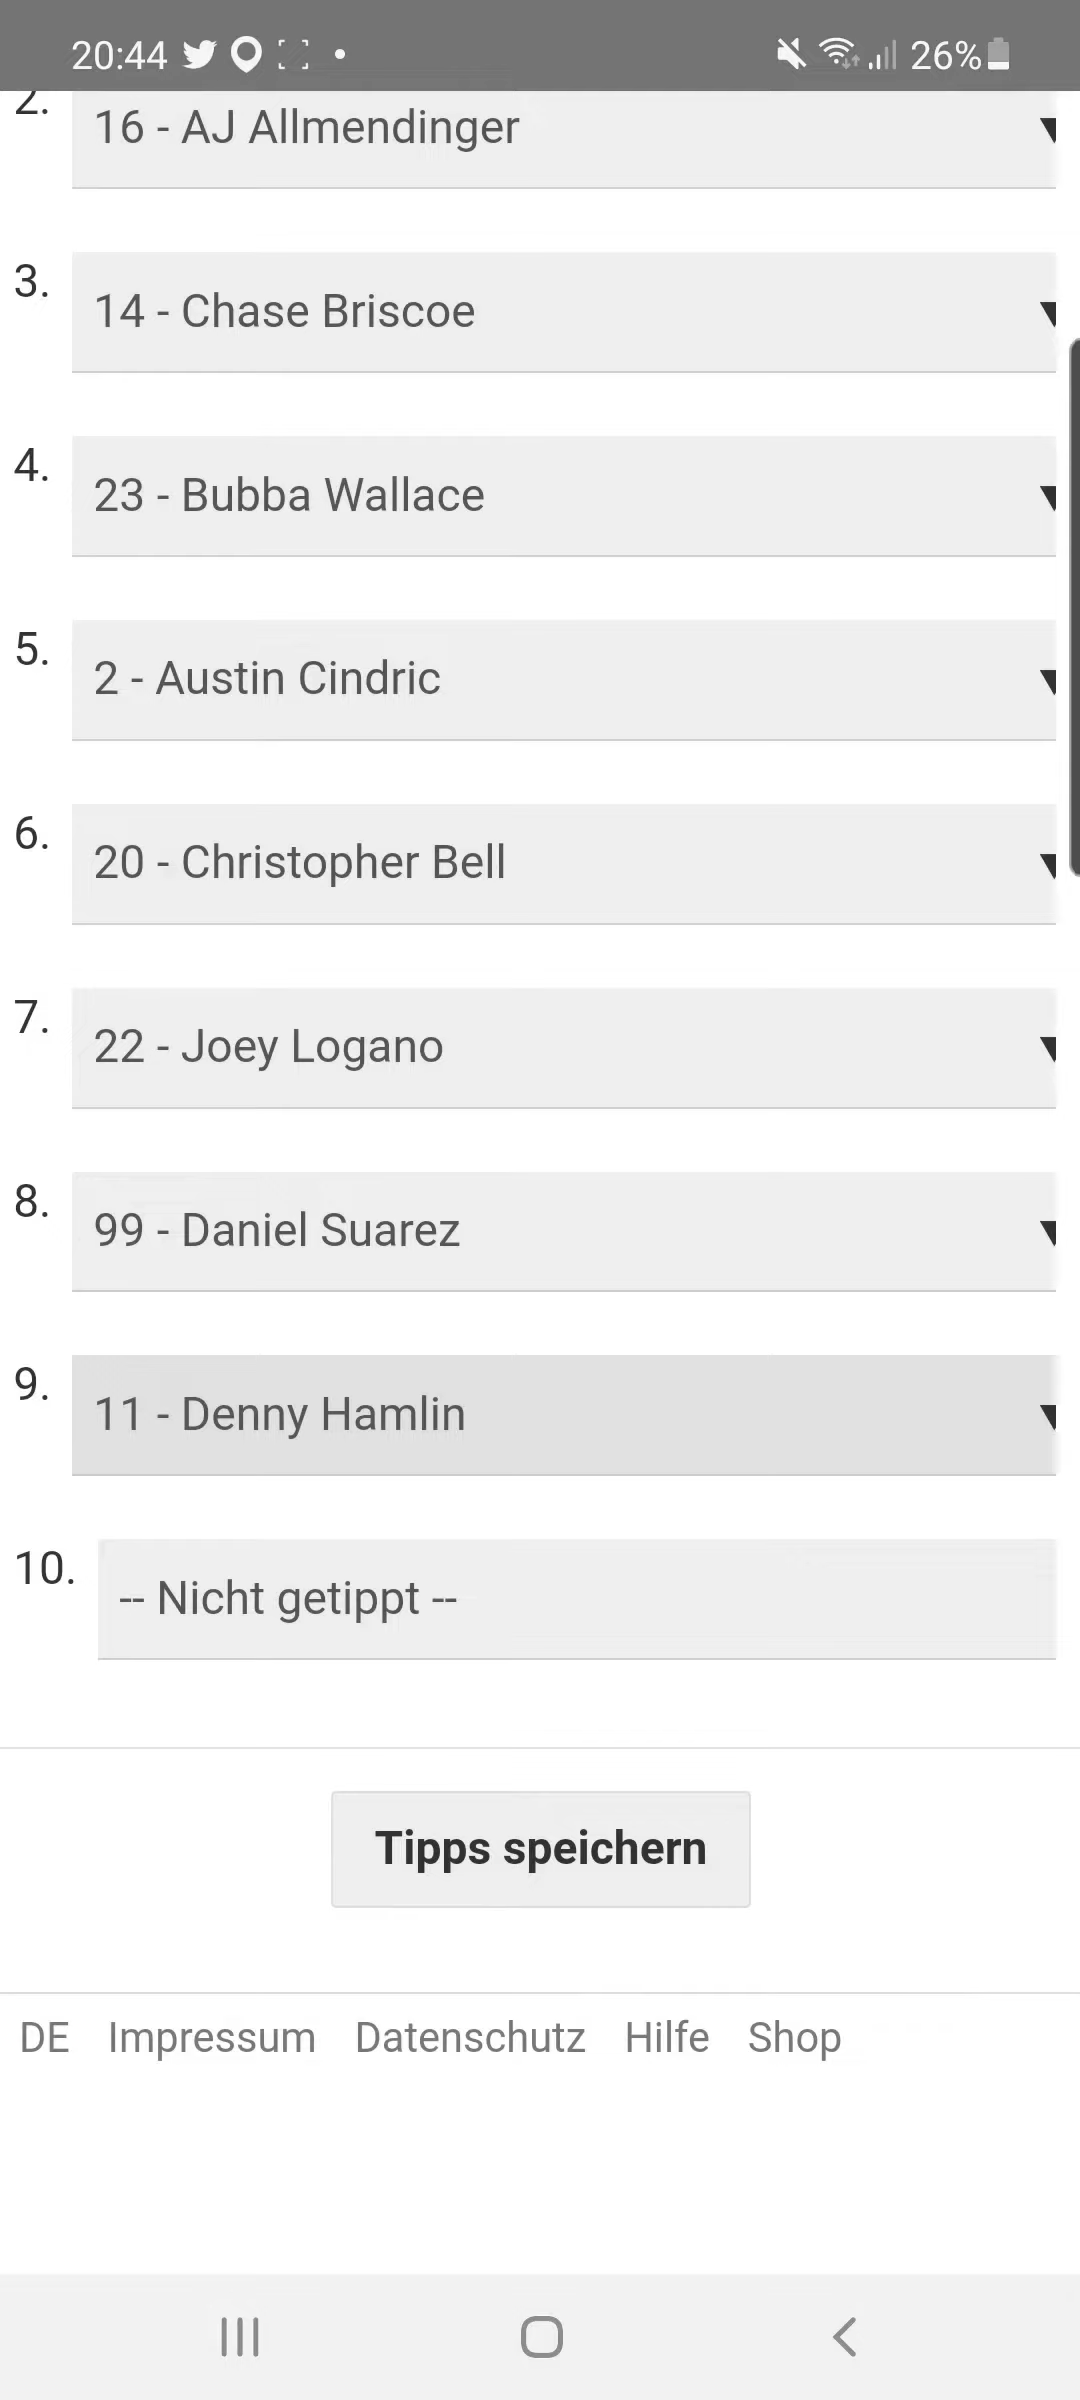 20:44 26%
2. 16 - AJ Allmendinger
3. 14 - Chase Briscoe
4. 23 - Bubba Wallace
5. 2 - Austin Cindric
6. 20 - Christopher Bell
7. 22 - Joey Logano
8. 99 - Daniel Suarez
9. 11 - Denny Hamlin
10. -- Nicht getippt --
Tipps speichern
DE Impressum Datenschutz Hilfe Shop